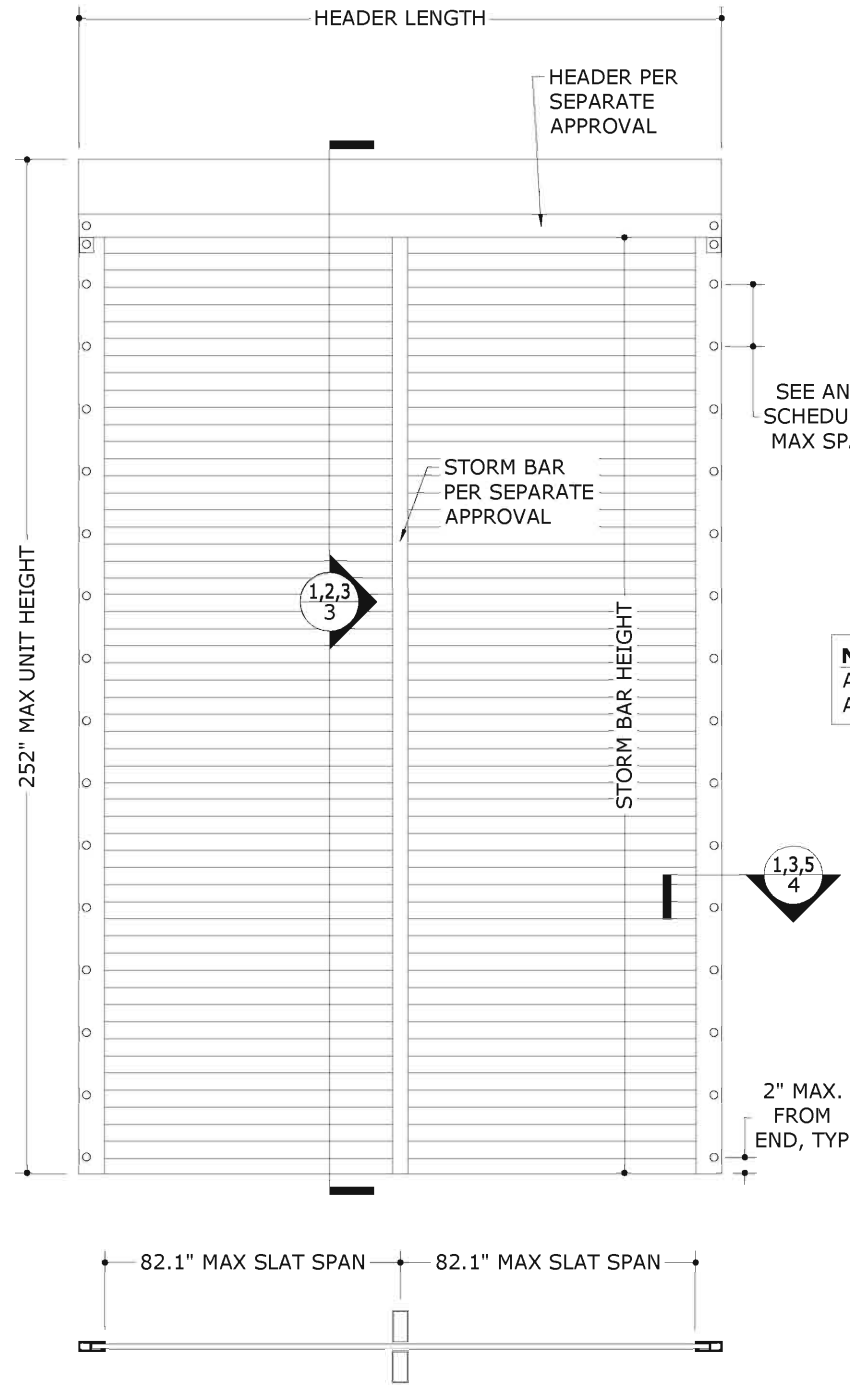 HEADER LENGTH
HEADER PER
SEPARATE
APPROVAL
SEE AN
SCHEDU
MAX SP
STORM BAR
PER SEPARATE
APPROVAL
252" MAX UNIT HEIGHT
1,2,3
3
STORM BAR HEIGHT
N
A
A
1,3,5
4
2" MAX.
FROM
END, TYP
82.1" MAX SLAT SPAN
82.1" MAX SLAT SPAN